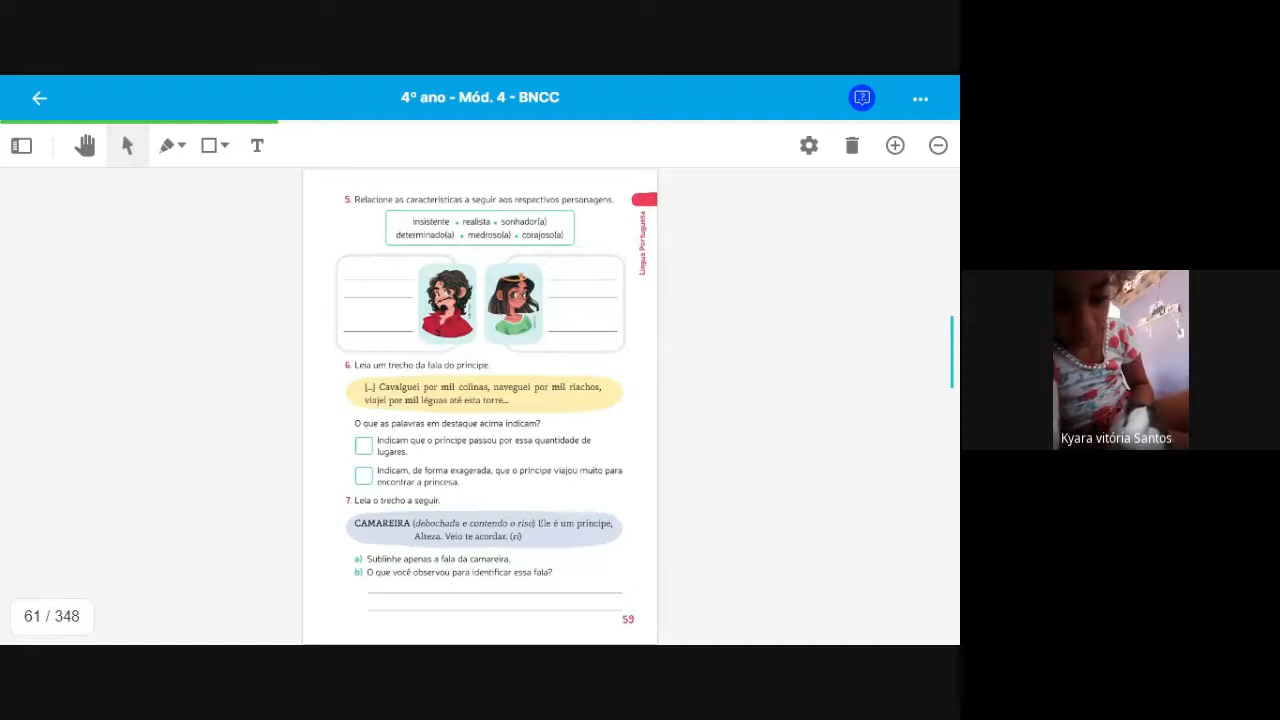 4º ano - Mód. 4 - BNCC
T
5. Relacione as características a seguir aos respectivos personagens.
insistente • realista • sonhador(a)
determinado(a) • medroso(a) • corajoso(a)
Língua Portuguesa
6. Leia um trecho da fala do príncipe.
[...] Cavalguei por mil colinas, naveguei por mil riachos,
viajei por mil léguas até esta torre...
O que as palavras em destaque acima indicam?
Indicam que o príncipe passou por essa quantidade de
lugares.
Indicam, de forma exagerada, que o príncipe viajou muito para
encontrar a princesa.
7. Leia o trecho a seguir.
CAMAREIRA (debochada e contendo o riso) Ele é um príncipe,
Alteza. Veio te acordar. (ri)
a) Sublinhe apenas a fala da camareira.
b) O que você observou para identificar essa fala?
59
61 / 348
Kyara vitória Santos